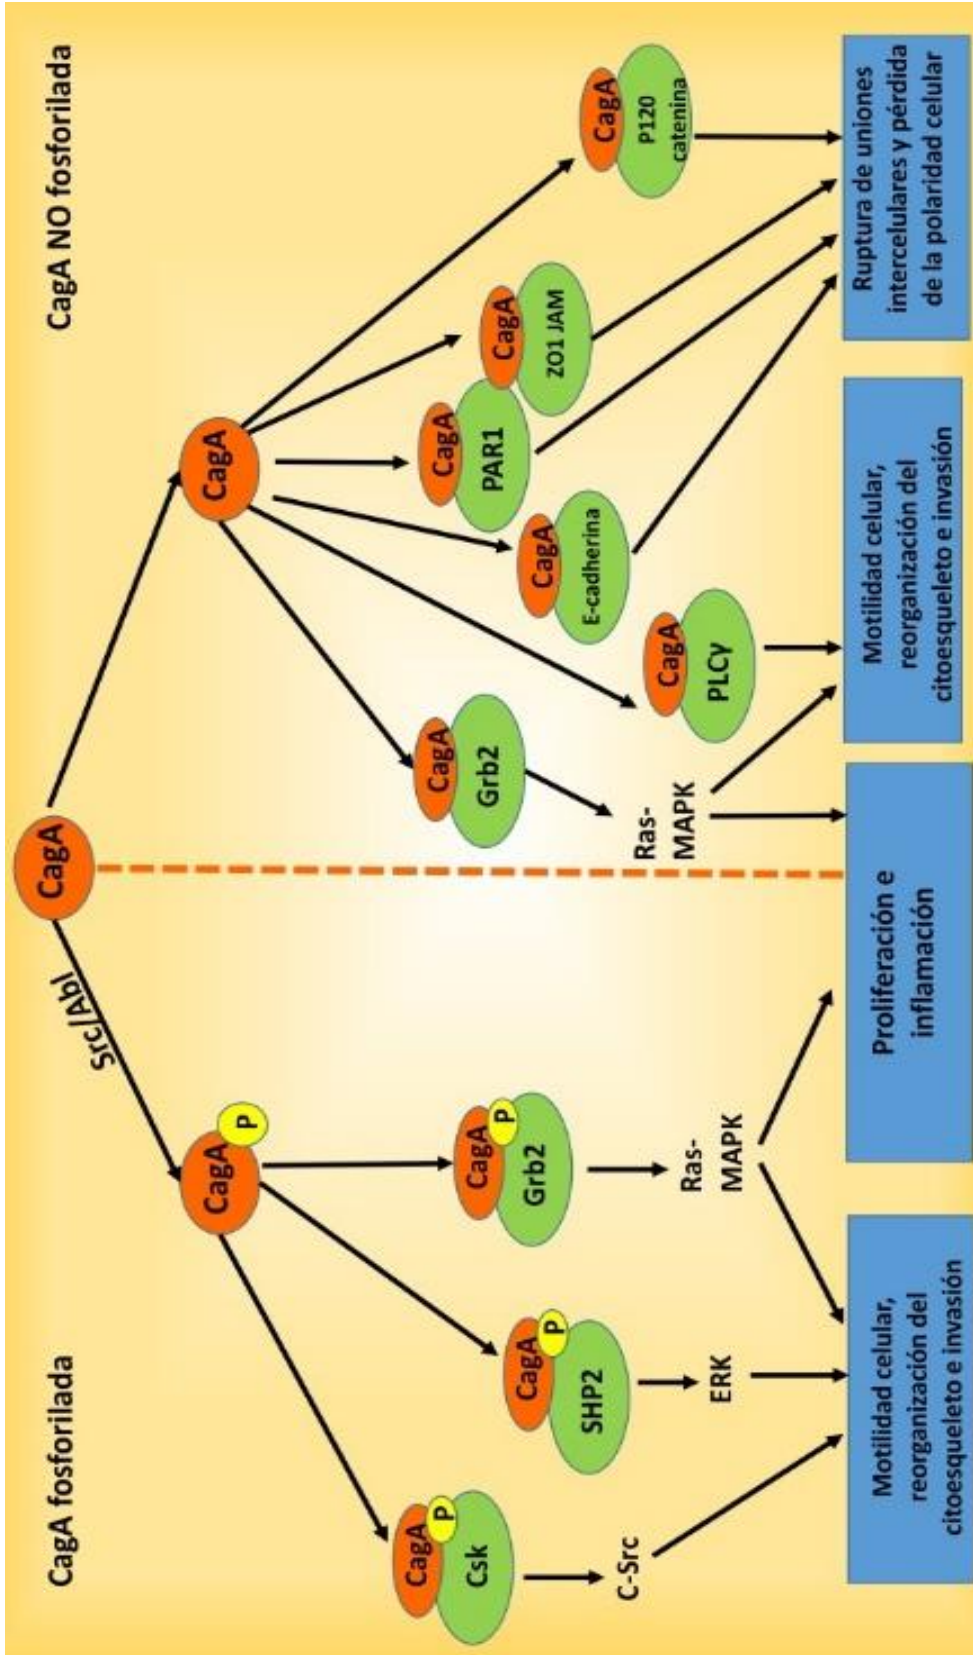 CagA fosforilada
CagA NO fosforilada
CagA
Src/Abl
CagA
P
CagA
CagA
P
Csk
C-Src
CagA
P
SHP2
ERK
CagA
P
Grb2
Ras-
MAPK
CagA
Grb2
Ras-
MAPK
CagA
PLCγ
CagA
E-cadherina
CagA
PAR1
CagA
ZO1 JAM
CagA
P120
catenina
Motilidad celular,
reorganización del
citoesqueleto e invasión
Proliferación e
inflamación
Motilidad celular,
reorganización del
citoesqueleto e invasión
Ruptura de uniones
intercelulares y pérdida
de la polaridad celular